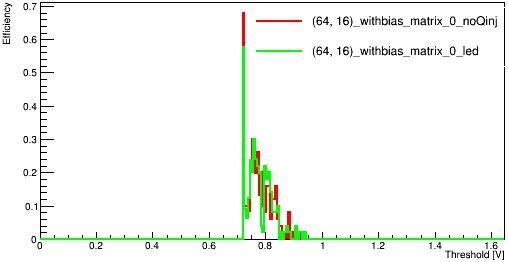 Efficiency
0.7
0.6
0.5
0.4
0.3
0.2
0.1
0
(64, 16)_withbias_matrix_0_noQinj
(64, 16)_withbias_matrix_0_led
0 0.2 0.4 0.6 0.8 1 1.2 1.4 1.6
Threshold [V]